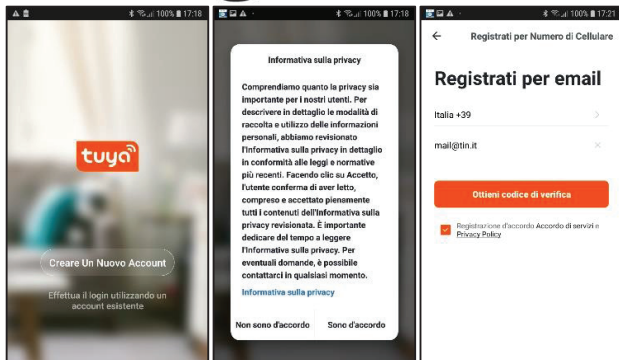 100% 17:18
tuya
Creare Un Nuovo Account
Effettua il login utilizzando un
account esistente
100% 17:18
Informativa sulla privacy
Comprendiamo quanto la privacy sia
importante per i nostri utenti. Per
descrivere in dettaglio le modalità di
raccolta e utilizzo delle informazioni
personali, abbiamo revisionato
l'Informativa sulla privacy in dettaglio
in conformità alle leggi e normative
più recenti. Facendo clic su Accetto,
l'utente conferma di aver letto,
compreso e accettato pienamente
tutti i contenuti dell'Informativa sulla
privacy revisionata. È importante
dedicare del tempo a leggere
l'Informativa sulla privacy. Per
eventuali domande, è possibile
contattarci in qualsiasi momento.
Informativa sulla privacy
Non sono d'accordo Sono d'accordo
100% 17:21
Registrati per Numero di Cellulare
Registrati per email
Italia +39
mail@tin.it
Ottieni codice di verifica
Registrazione d'accordo Accordo di servizi e
Privacy Policy